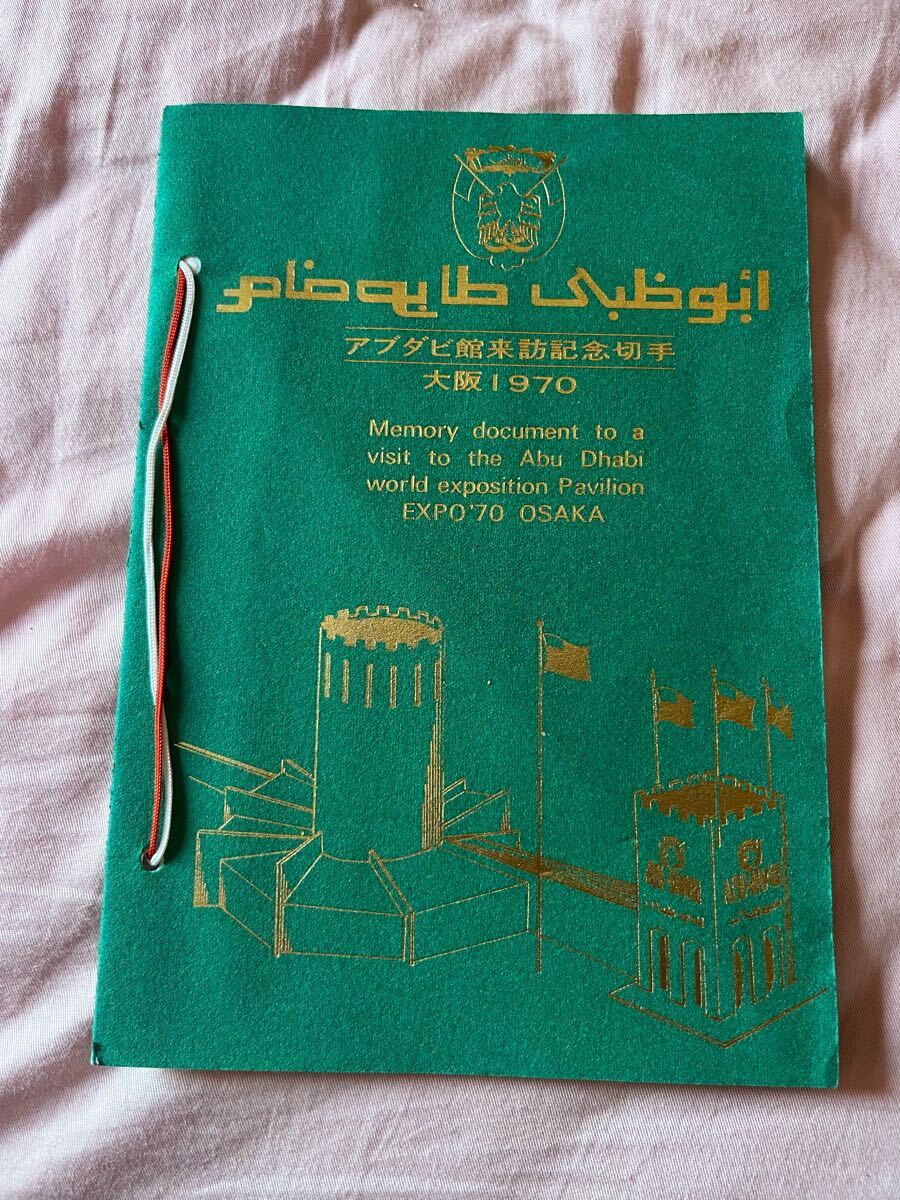 ابوظبى
アブダビ館来訪記念切手
大阪1970
Memory document to a
visit to the Abu Dhabi
world exposition Pavilion
EXPO'70 OSAKA